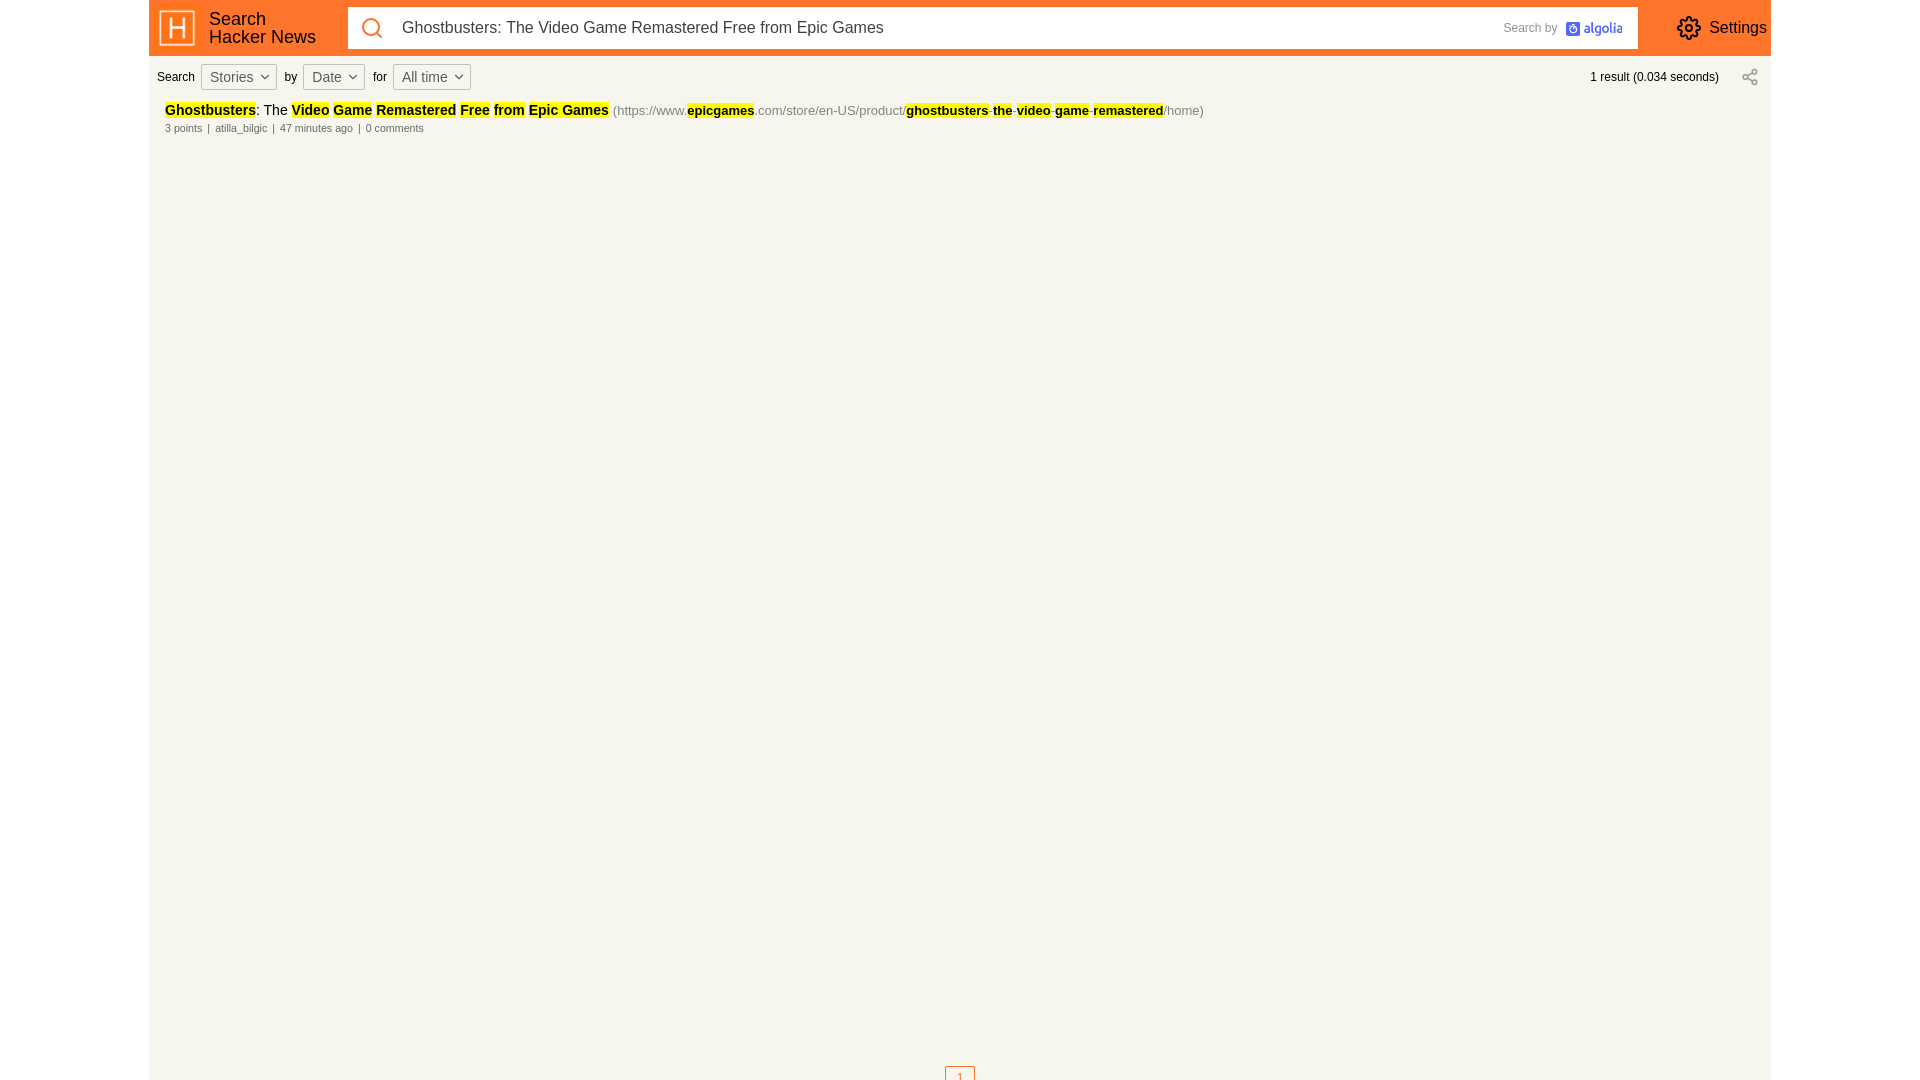 Search
Hacker News
Ghostbusters: The Video Game Remastered Free from Epic Games
Search by algolia
Settings
Search Stories by Date for All time
1 result (0.034 seconds)
Ghostbusters: The Video Game Remastered Free from Epic Games (https://www.epicgames.com/store/en-US/product/ghostbusters-the-video-game-remastered/home)
3 points | atilla_bilgic | 47 minutes ago | 0 comments
1